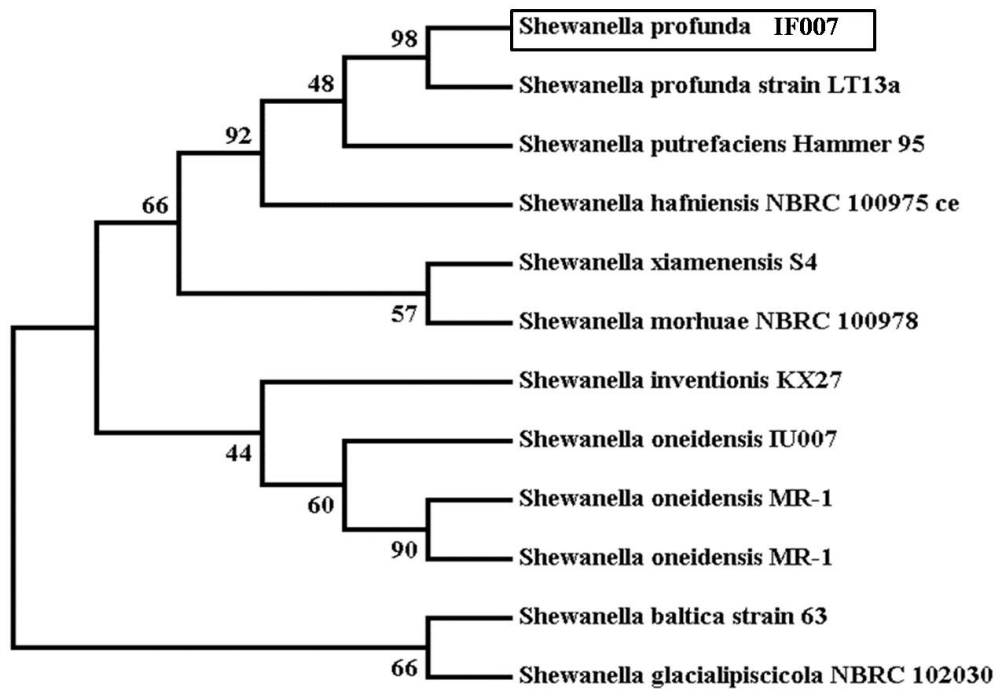 Shewanella profunda IF007
98
Shewanella profunda strain LT13a
48
Shewanella putrefaciens Hammer 95
92
Shewanella hafniensis NBRC 100975 ce
66
Shewanella xiamenensis S4
57
Shewanella morhuae NBRC 100978
Shewanella inventionis KX27
44
Shewanella oneidensis IU007
60
Shewanella oneidensis MR-1
90
Shewanella oneidensis MR-1
Shewanella baltica strain 63
66
Shewanella glacialipiscicola NBRC 102030